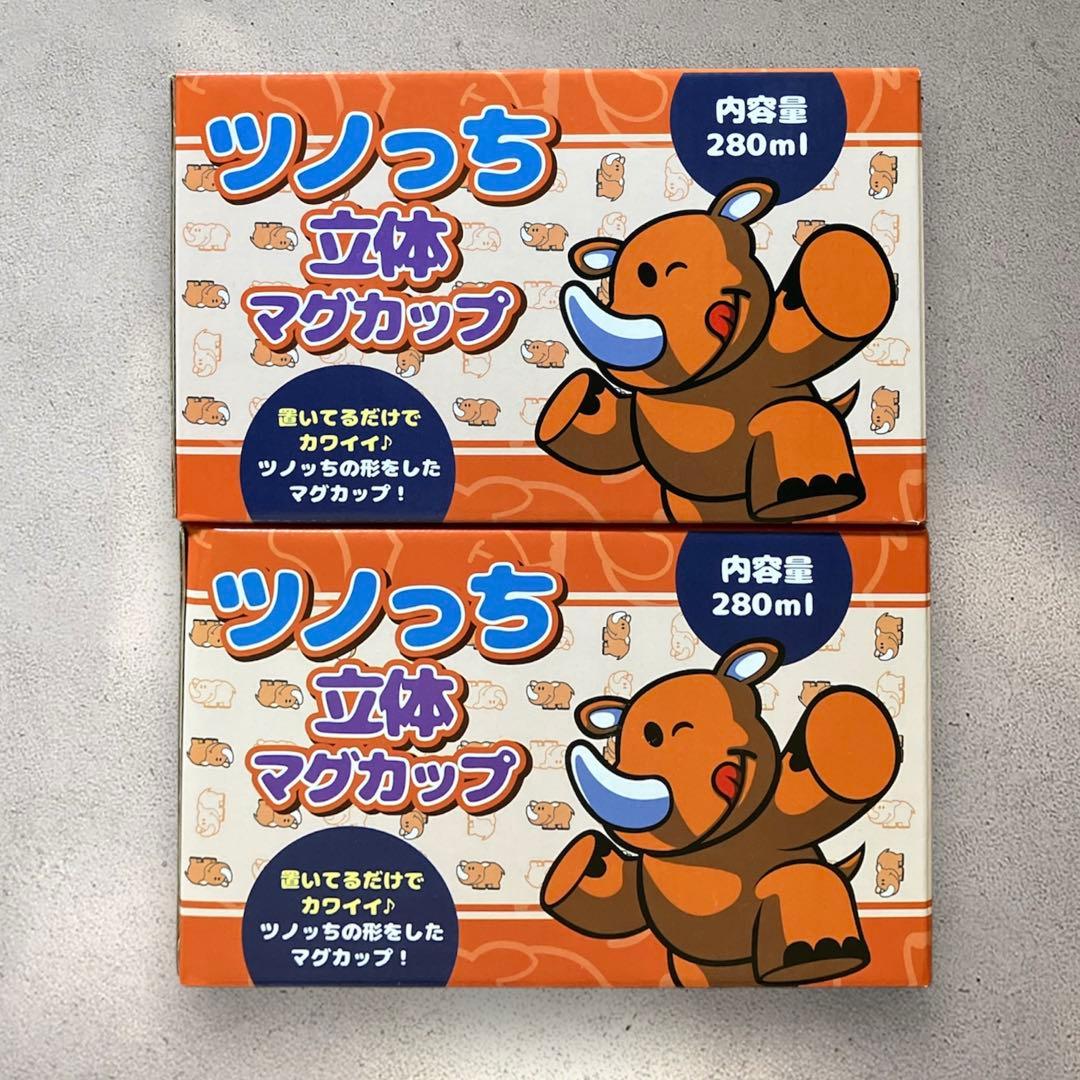 ツノっち
立体
マグカップ
内容量
280ml
置いてるだけで
カワイイ♪
ツノッちの形をした
マグカップ！
ツノっち
立体
マグカップ
内容量
280ml
置いてるだけで
カワイイ♪
ツノッちの形をした
マグカップ！